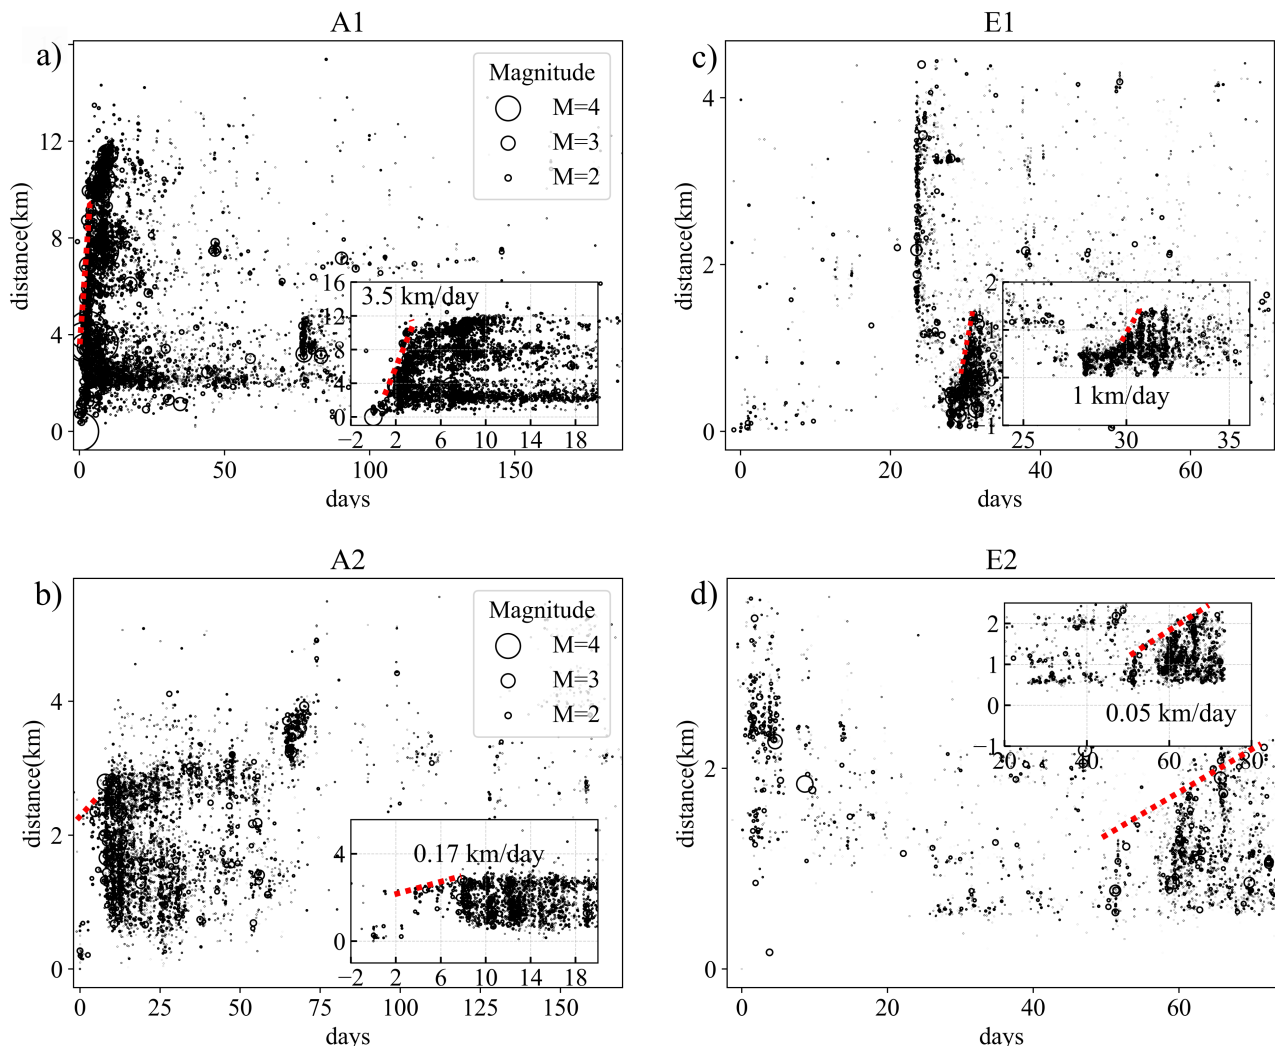 A1
a)
Magnitude
M=4
M=3
M=2
12
8
4
0
distance(km)
3.5 km/day
16
12
8
4
0
−2 2 6 10 14 18
0 50 100 150
days
E1
c)
4
2
0
distance(km)
2
1 km/day
25 30 35
0 20 40 60
days
A2
b)
Magnitude
M=4
M=3
M=2
4
2
0
distance(km)
0.17 km/day
4
0
−2 2 6 10 14 18
0 25 50 75 100 125 150
days
E2
d)
2
0
distance(km)
2
1
0
−1
0.05 km/day
20 40 60 80
0 20 40 60
days